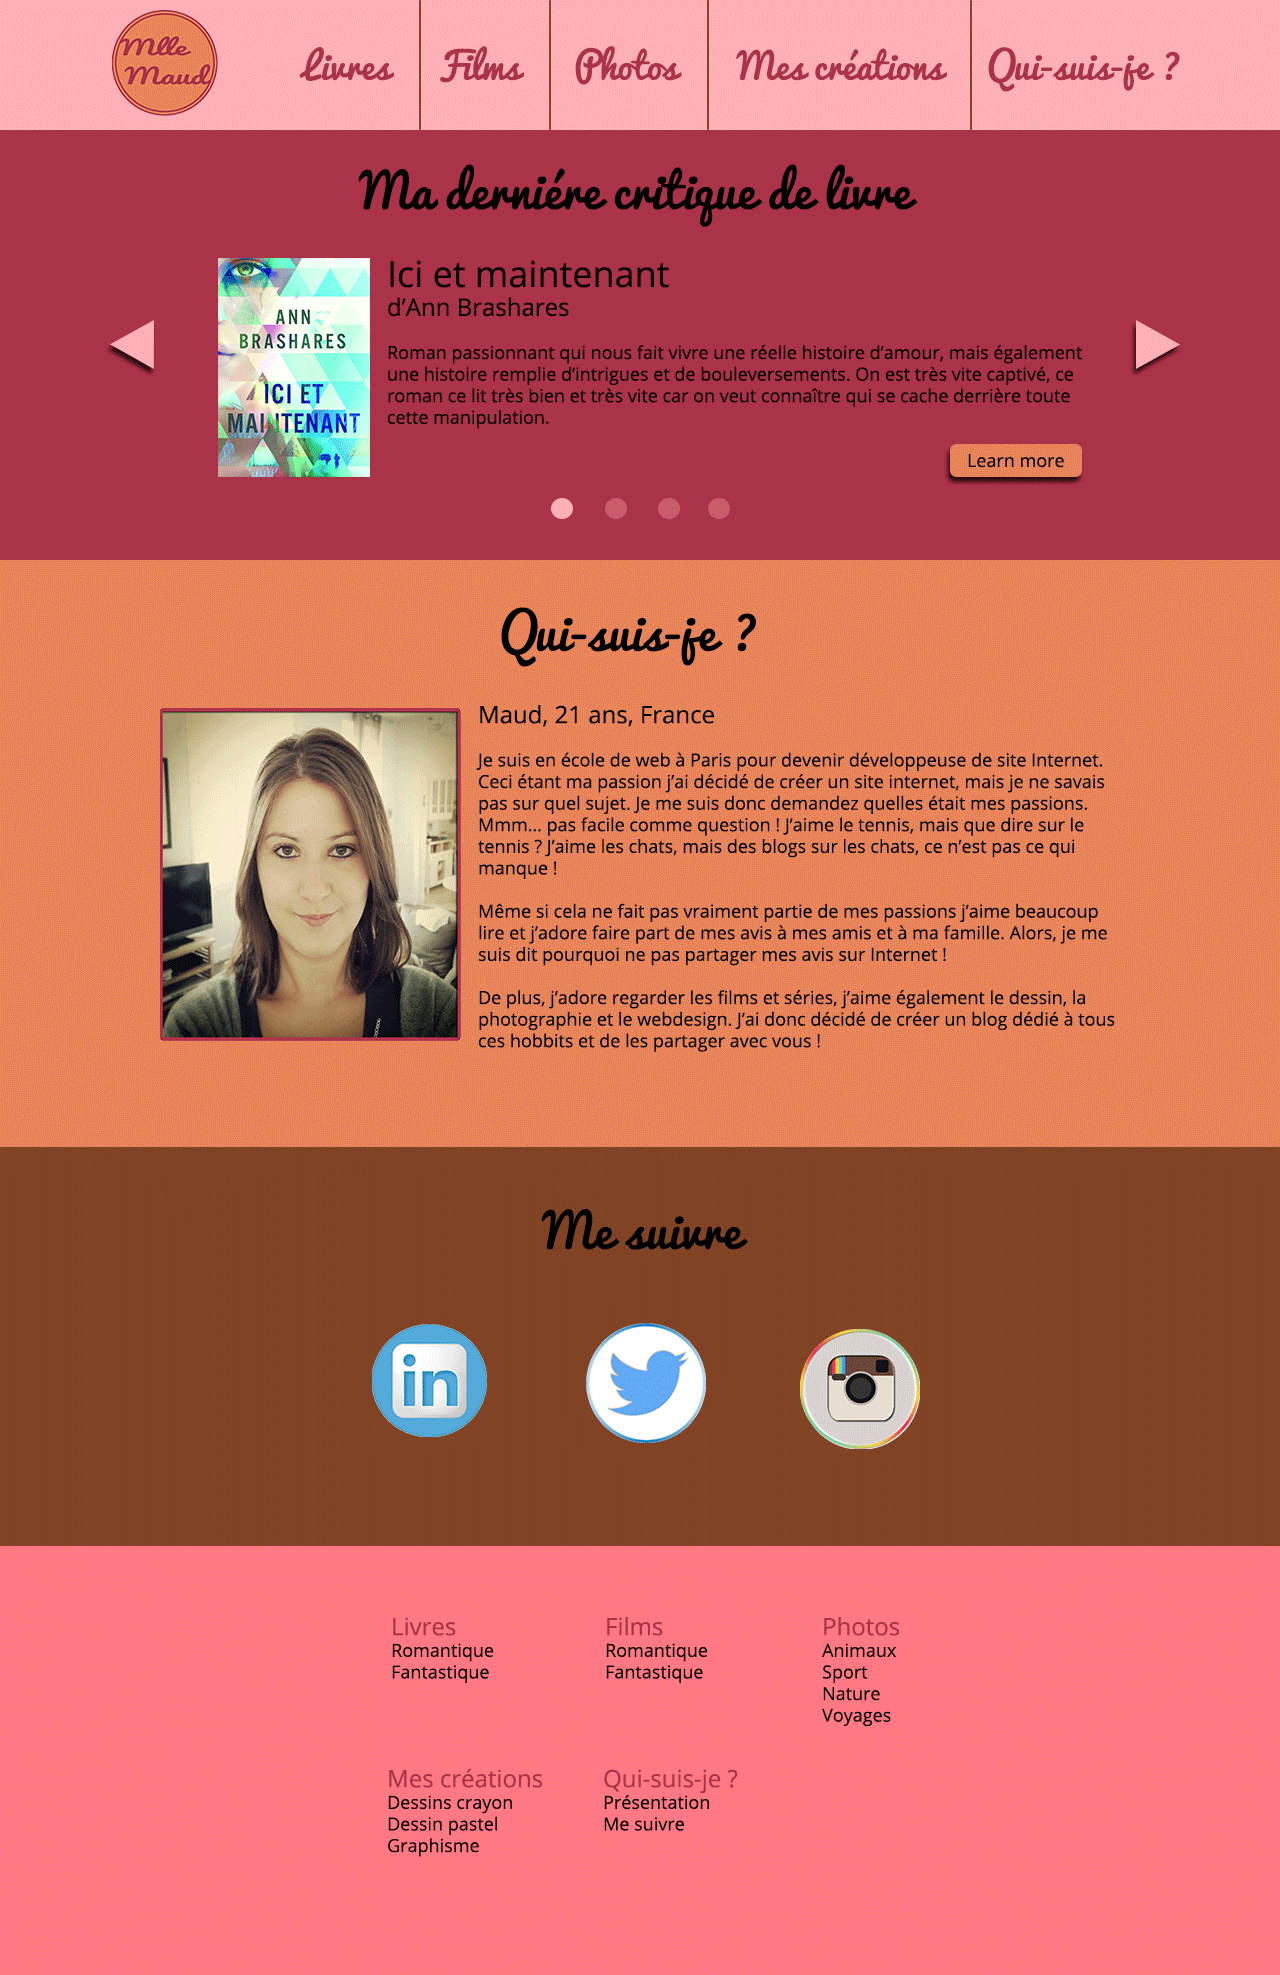 Mlle
Maud
Livres
Films
Photos
Mes créations
Qui-suis-je ?
Ma derniére critique de livre
ANN
BRASHARES
ICI ET
MAINTENANT
Ici et maintenant
d’Ann Brashares
Roman passionnant qui nous fait vivre une réelle histoire d’amour, mais également
une histoire remplie d’intrigues et de bouleversements. On est très vite captivé, ce
roman ce lit très bien et très vite car on veut connaître qui se cache derrière toute
cette manipulation.
Learn more
Qui-suis-je ?
Maud, 21 ans, France
Je suis en école de web à Paris pour devenir développeuse de site Internet.
Ceci étant ma passion j’ai décidé de créer un site internet, mais je ne savais
pas sur quel sujet. Je me suis donc demandez quelles était mes passions.
Mmm... pas facile comme question ! J’aime le tennis, mais que dire sur le
tennis ? J’aime les chats, mais des blogs sur les chats, ce n’est pas ce qui
manque !
Même si cela ne fait pas vraiment partie de mes passions j’aime beaucoup
lire et j’adore faire part de mes avis à mes amis et à ma famille. Alors, je me
suis dit pourquoi ne pas partager mes avis sur Internet !
De plus, j’adore regarder les films et séries, j’aime également le dessin, la
photographie et le webdesign. J’ai donc décidé de créer un blog dédié à tous
ces hobbits et de les partager avec vous !
Me suivre
in
Livres
Romantique
Fantastique
Films
Romantique
Fantastique
Photos
Animaux
Sport
Nature
Voyages
Mes créations
Dessins crayon
Dessin pastel
Graphisme
Qui-suis-je ?
Présentation
Me suivre